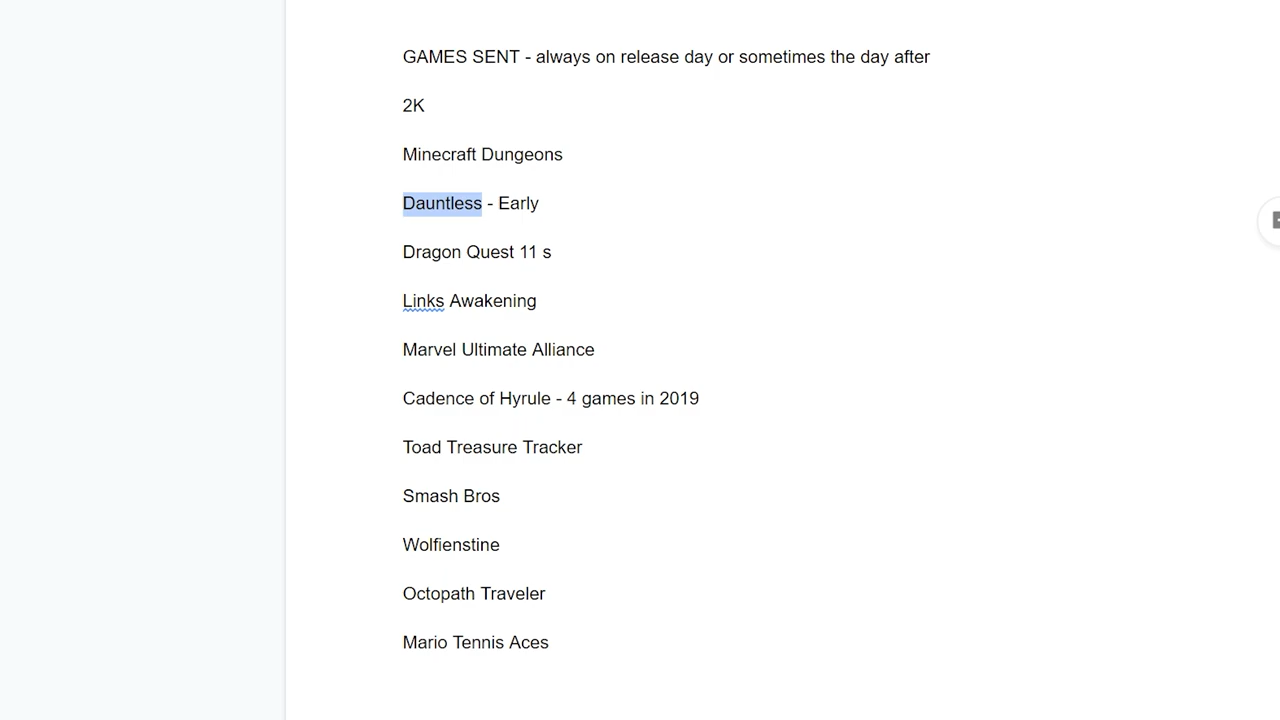 GAMES SENT - always on release day or sometimes the day after
2K
Minecraft Dungeons
Dauntless - Early
Dragon Quest 11 s
Links Awakening
Marvel Ultimate Alliance
Cadence of Hyrule - 4 games in 2019
Toad Treasure Tracker
Smash Bros
Wolfienstine
Octopath Traveler
Mario Tennis Aces